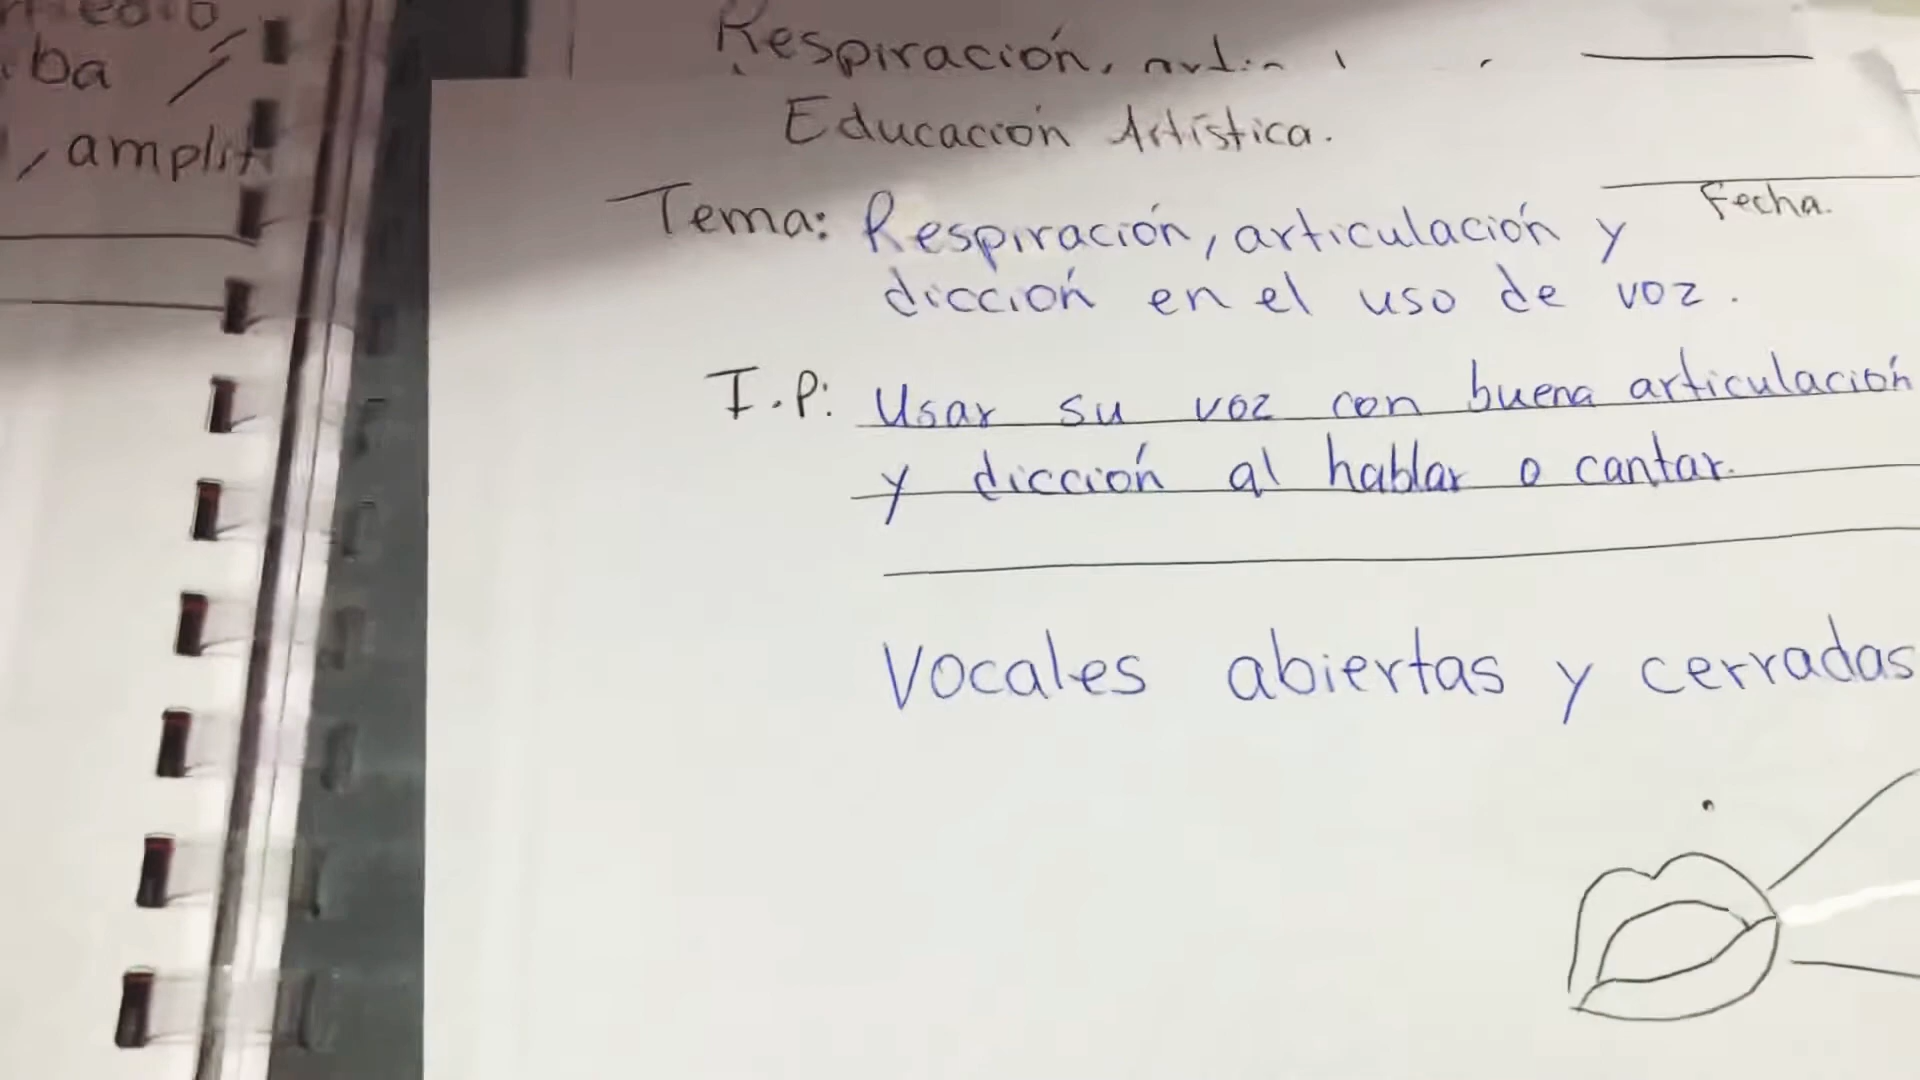 ba
, amplit
Respiración,
Educación Artística.
Fecha.
Tema: Respiración, articulación y
dicción en el uso de voz.
I.P: Usar su voz con buena articulación
y dicción al hablar o cantar.
Vocales abiertas y cerradas